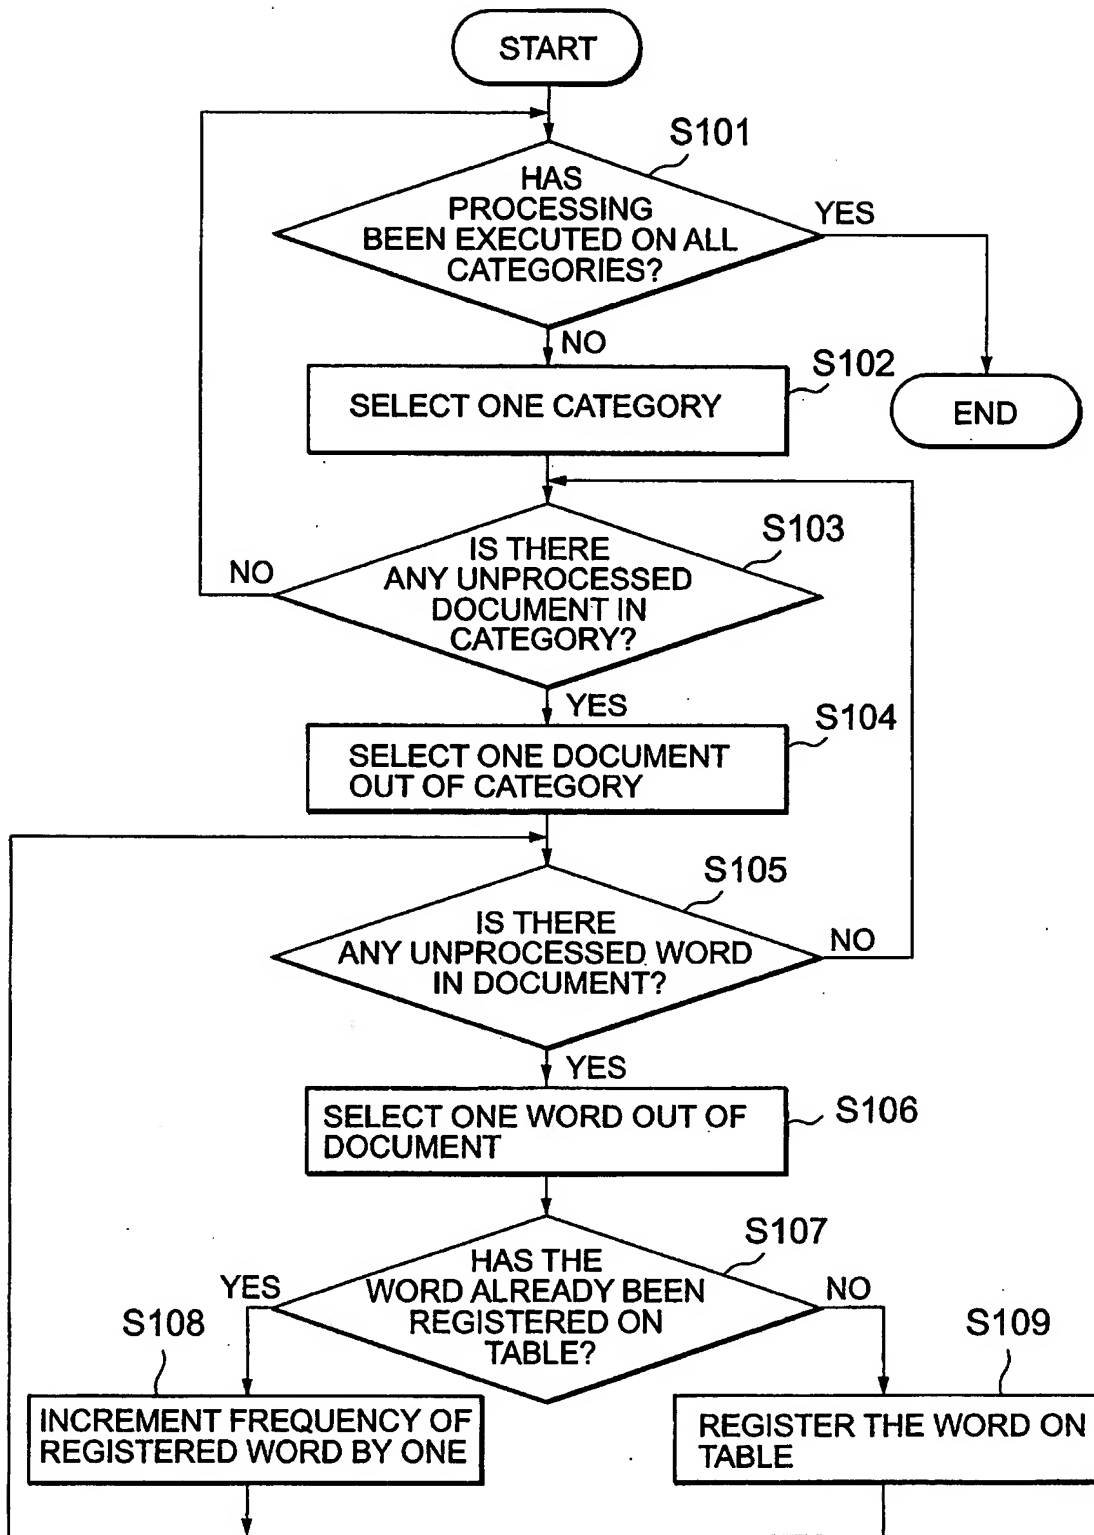 START
S101
HAS
PROCESSING
BEEN EXECUTED ON ALL
CATEGORIES?
YES
NO
S102
SELECT ONE CATEGORY
END
S103
IS THERE
ANY UNPROCESSED
DOCUMENT IN
CATEGORY?
NO
YES
S104
SELECT ONE DOCUMENT
OUT OF CATEGORY
S105
IS THERE
ANY UNPROCESSED WORD
IN DOCUMENT?
NO
YES
S106
SELECT ONE WORD OUT OF
DOCUMENT
S107
HAS THE
WORD ALREADY BEEN
REGISTERED ON
TABLE?
YES
NO
S108
S109
INCREMENT FREQUENCY OF
REGISTERED WORD BY ONE
REGISTER THE WORD ON
TABLE